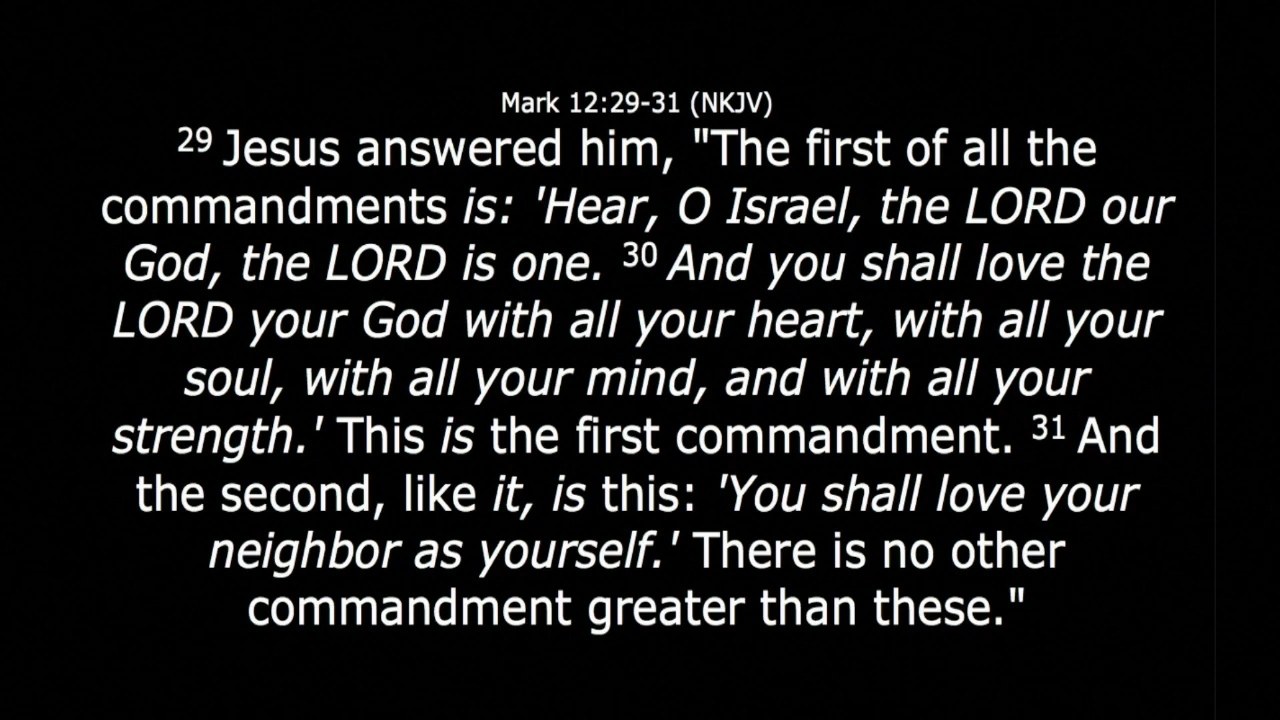 Mark 12:29-31 (NKJV)
29 Jesus answered him, "The first of all the
commandments is: 'Hear, O Israel, the LORD our
God, the LORD is one. 30 And you shall love the
LORD your God with all your heart, with all your
soul, with all your mind, and with all your
strength.' This is the first commandment. 31 And
the second, like it, is this: 'You shall love your
neighbor as yourself.' There is no other
commandment greater than these."